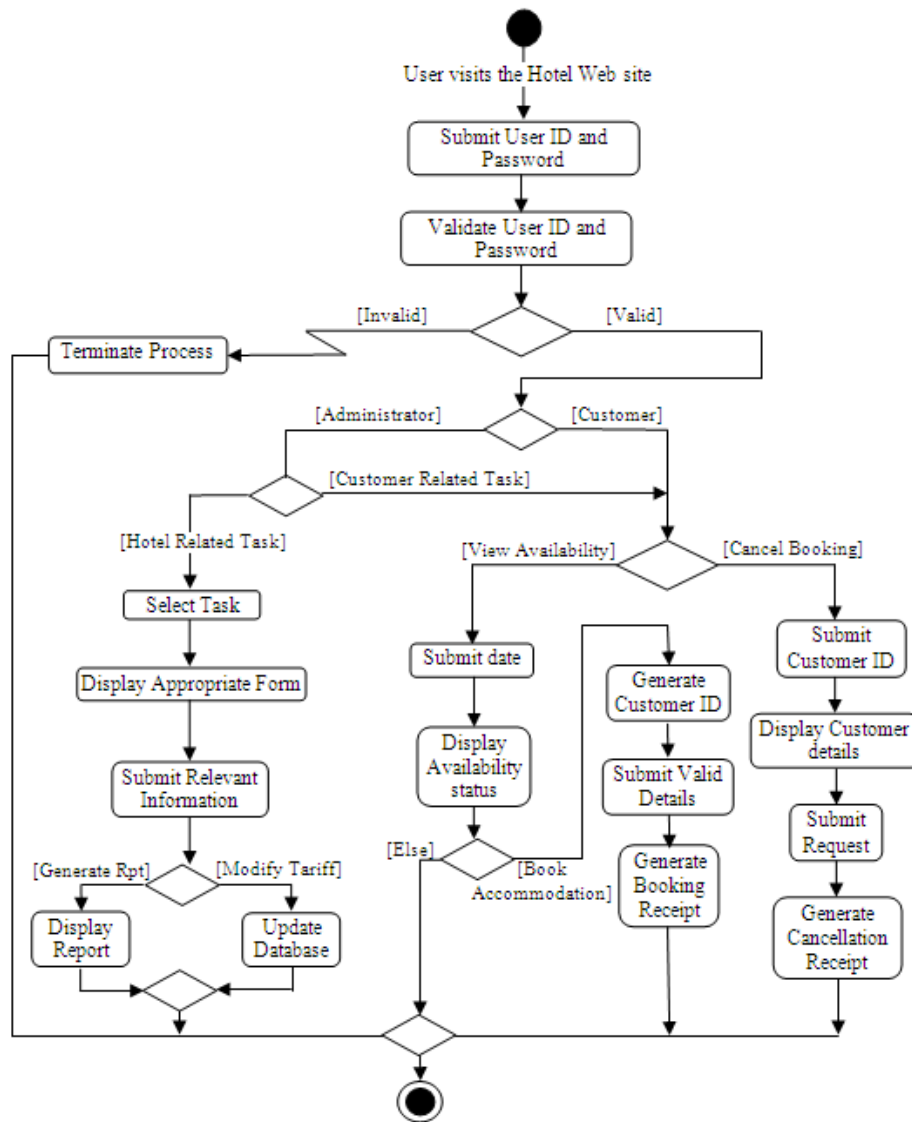 User visits the Hotel Web site
Submit User ID and
Password
Validate User ID and
Password
[Invalid]
[Valid]
Terminate Process
[Administrator]
[Customer]
[Customer Related Task]
[Hotel Related Task]
[View Availability]
[Cancel Booking]
Select Task
Submit date
Submit
Customer ID
Display Appropriate Form
Generate
Customer ID
Display Customer
details
Display
Availability
status
Submit Relevant
Information
Submit Valid
Details
Submit
Request
[Else]
[Book
Accommodation]
[Generate Rpt]
[Modify Tariff]
Generate
Booking
Receipt
Display
Report
Update
Database
Generate
Cancellation
Receipt